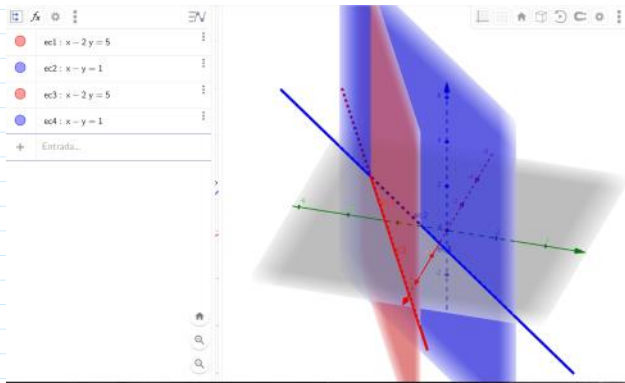 ec1 : x − 2 y = 5
ec2 : x − y = 1
ec3 : x − 2 y = 5
ec4 : x − y = 1
Entrada...